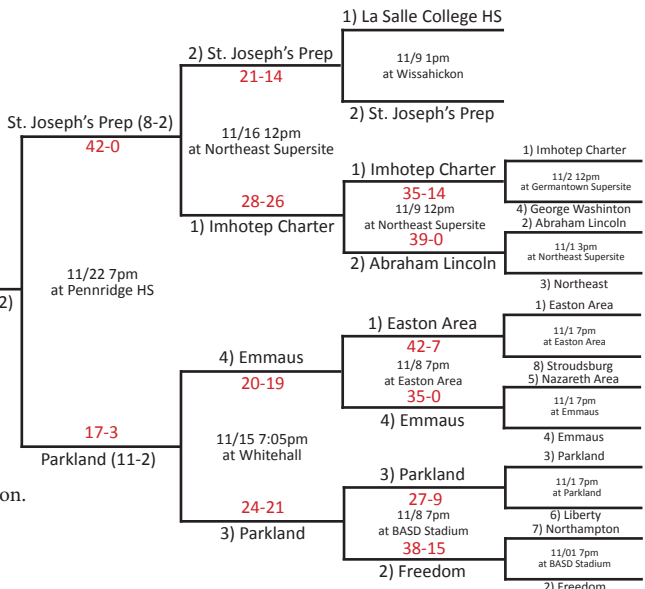 1) La Salle College HS
11/9 1pm
at Wissahickon
2) St. Joseph's Prep
2) St. Joseph's Prep
21-14
11/16 12pm
at Northeast Supersite
28-26
1) Imhotep Charter
St. Joseph's Prep (8-2)
42-0
1) Imhotep Charter
35-14
11/9 12pm
at Northeast Supersite
39-0
2) Abraham Lincoln
1) Imhotep Charter
11/2 12pm
at Germantown Supersite
4) George Washinton
2) Abraham Lincoln
11/1 3pm
at Northeast Supersite
3) Northeast
11/22 7pm
at Pennridge HS
2)
1) Easton Area
11/1 7pm
at Easton Area
8) Stroudsburg
5) Nazareth Area
11/1 7pm
at Emmaus
4) Emmaus
1) Easton Area
42-7
11/8 7pm
at Easton Area
35-0
4) Emmaus
4) Emmaus
20-19
11/15 7:05pm
at Whitehall
24-21
3) Parkland
17-3
Parkland (11-2)
on.
3) Parkland
27-9
11/8 7pm
at BASD Stadium
38-15
2) Freedom
3) Parkland
11/1 7pm
at Parkland
6) Liberty
7) Northampton
11/01 7pm
at BASD Stadium
2) Freedom